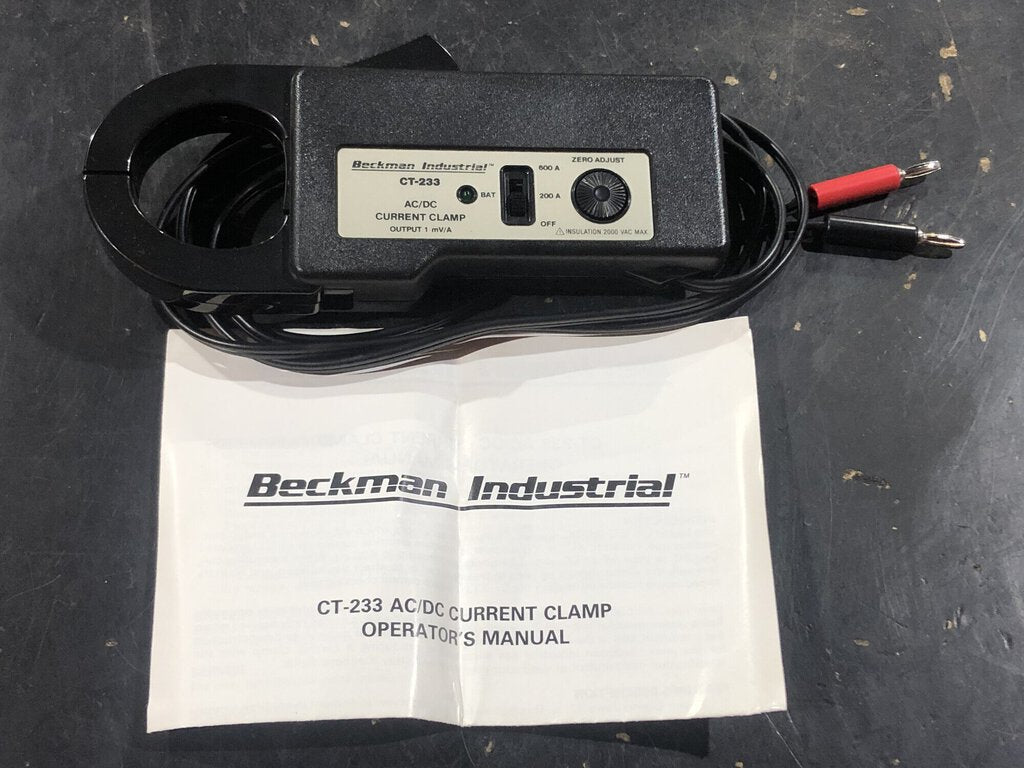 Beckman Industrial™
CT-233
AC/DC
CURRENT CLAMP
OUTPUT 1 mV/A
BAT
600 A
200 A
OFF
ZERO ADJUST
⚠ INSULATION 2000 VAC MAX
Beckman Industrial™
CT-233 AC/DC CURRENT CLAMP
OPERATOR'S MANUAL